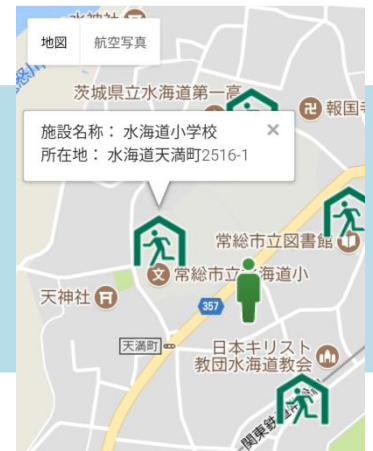 水神社
地図 航空写真
茨城県立水海道第一高
報国寺
施設名称： 水海道小学校 ×
所在地： 水海道天満町2516-1
常総市立図書館
常総市立 海道小
天神社
357
天満町
日本キリスト
教団水海道教会
関東鉄道